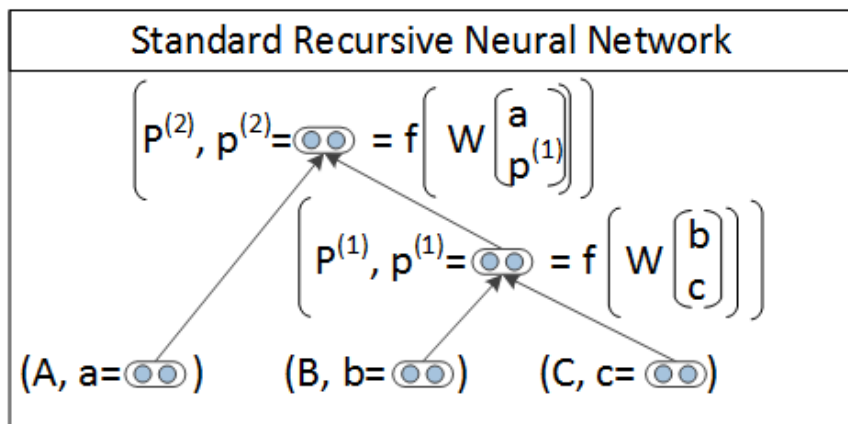 Standard Recursive Neural Network
(P^(2), p^(2)= = f(W[a p^(1)]))
(P^(1), p^(1)= = f(W[b c]))
(A, a= ) (B, b= ) (C, c= )